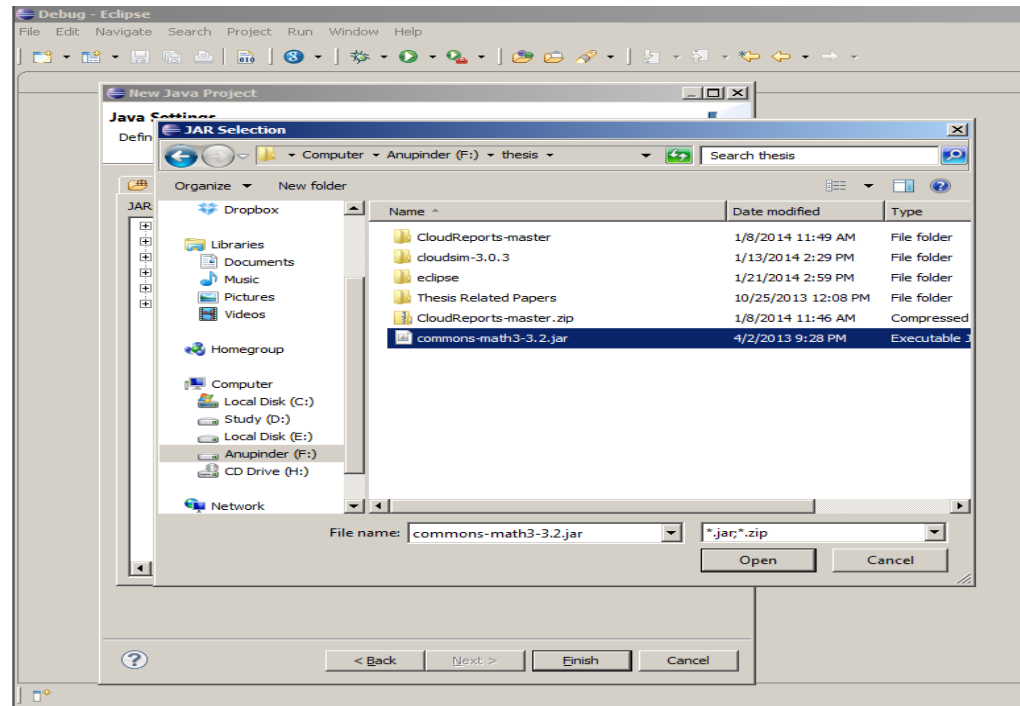 Debug - Eclipse
File Edit Navigate Search Project Run Window Help
New Java Project
Java Settings
Defin
JAR Selection
Computer Anupinder (F:) thesis
Search thesis
Organize New folder
JAR
Dropbox
Libraries
Documents
Music
Pictures
Videos
Homegroup
Computer
Local Disk (C:)
Study (D:)
Local Disk (E:)
Anupinder (F:)
CD Drive (H:)
Network
Name Date modified Type
CloudReports-master 1/8/2014 11:49 AM File folder
cloudsim-3.0.3 1/13/2014 2:29 PM File folder
eclipse 1/21/2014 2:59 PM File folder
Thesis Related Papers 10/25/2013 12:08 PM File folder
CloudReports-master.zip 1/8/2014 11:46 AM Compressed
commons-math3-3.2.jar 4/2/2013 9:28 PM Executable J
File name: commons-math3-3.2.jar *.jar;*.zip
Open Cancel
< Back Next > Finish Cancel